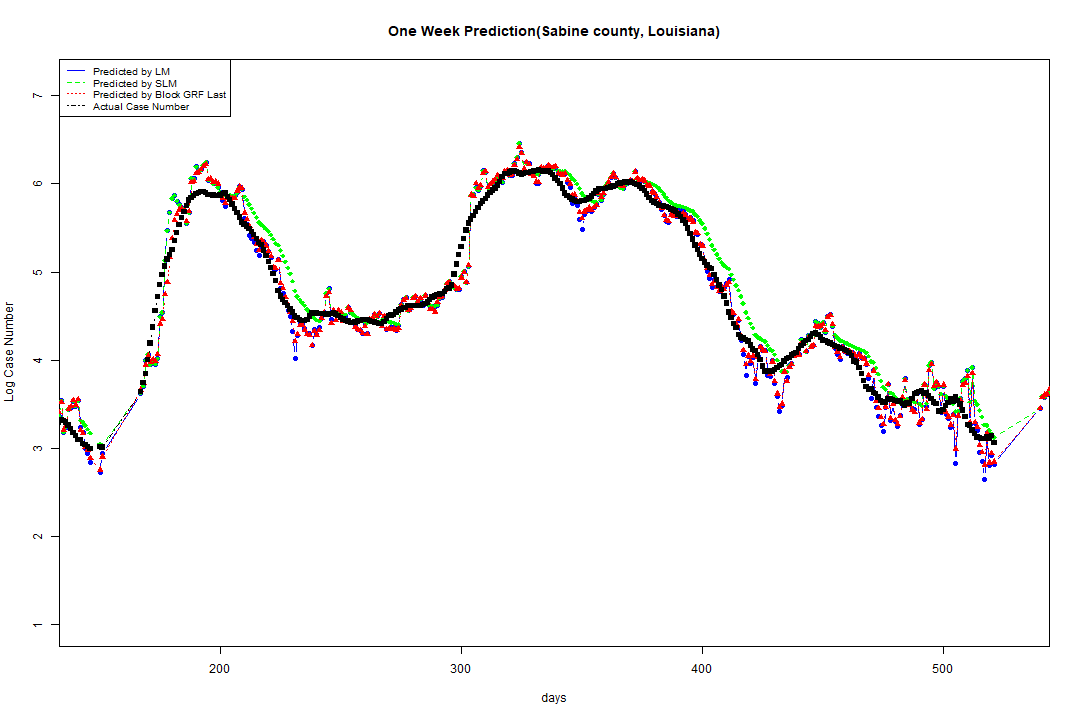 One Week Prediction(Sabine county, Louisiana)
Predicted by LM
Predicted by SLM
Predicted by Block GRF Last
Actual Case Number
7
6
5
4
3
2
1
Log Case Number
200 300 400 500
days